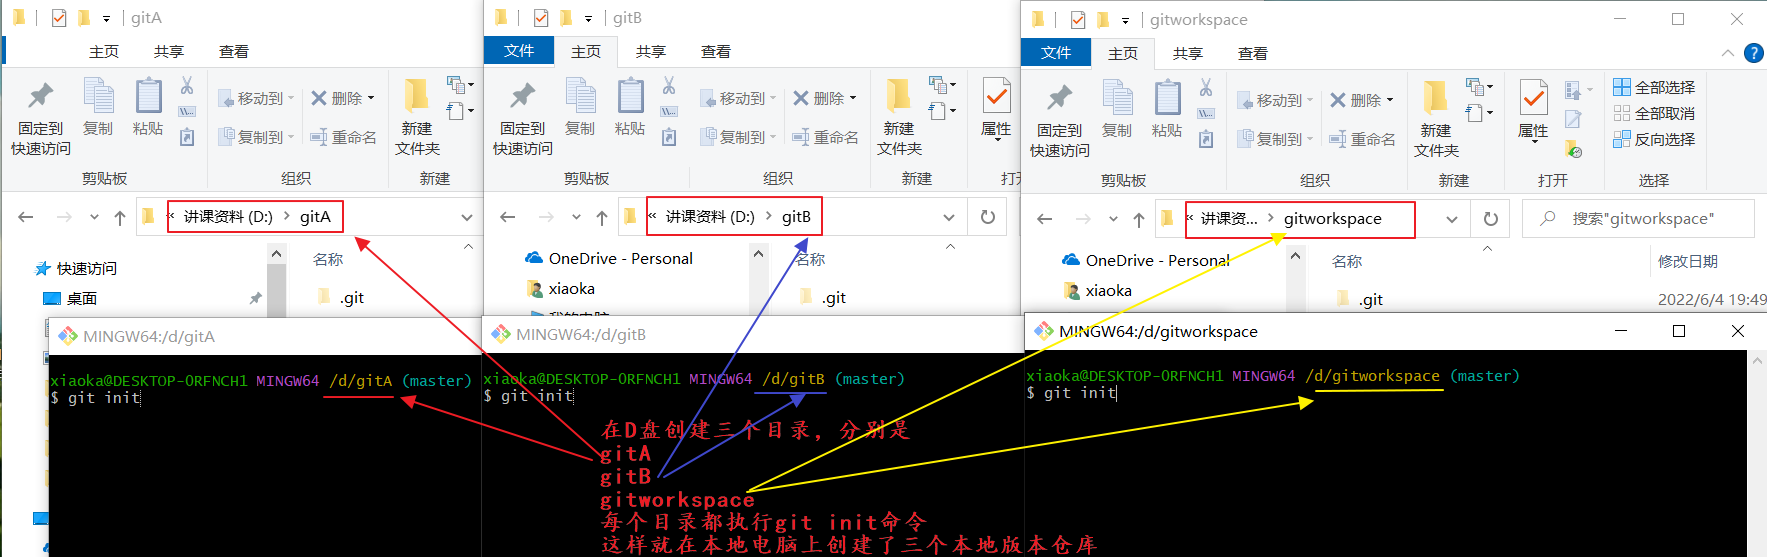 gitA
主页 共享 查看
固定到
快速访问
复制
粘贴
移动到
复制到
删除
重命名
新建
文件夹
剪贴板 组织 新建
« 讲课资料 (D:) > gitA
快速访问
桌面
名称
.git
gitB
文件 主页 共享 查看
固定到
快速访问
复制
粘贴
移动到
复制到
删除
重命名
新建
文件夹
属性
剪贴板 组织 新建
« 讲课资料 (D:) > gitB
OneDrive - Personal
xiaoka
我的电脑
名称
.git
gitworkspace
文件 主页 共享 查看
固定到
快速访问
复制
粘贴
移动到
复制到
删除
重命名
新建
文件夹
属性
全部选择
全部取消
反向选择
剪贴板 组织 新建 打开 选择
« 讲课资... > gitworkspace
搜索"gitworkspace"
OneDrive - Personal
xiaoka
名称 修改日期
.git 2022/6/4 19:49
MINGW64:/d/gitA
xiaoka@DESKTOP-ORFNCH1 MINGW64 /d/gitA (master)
$ git init
MINGW64:/d/gitB
xiaoka@DESKTOP-ORFNCH1 MINGW64 /d/gitB (master)
$ git init
MINGW64:/d/gitworkspace
xiaoka@DESKTOP-ORFNCH1 MINGW64 /d/gitworkspace (master)
$ git init
在D盘创建三个目录，分别是
gitA
gitB
gitworkspace
每个目录都执行git init命令
这样就在本地电脑上创建了三个本地版本仓库